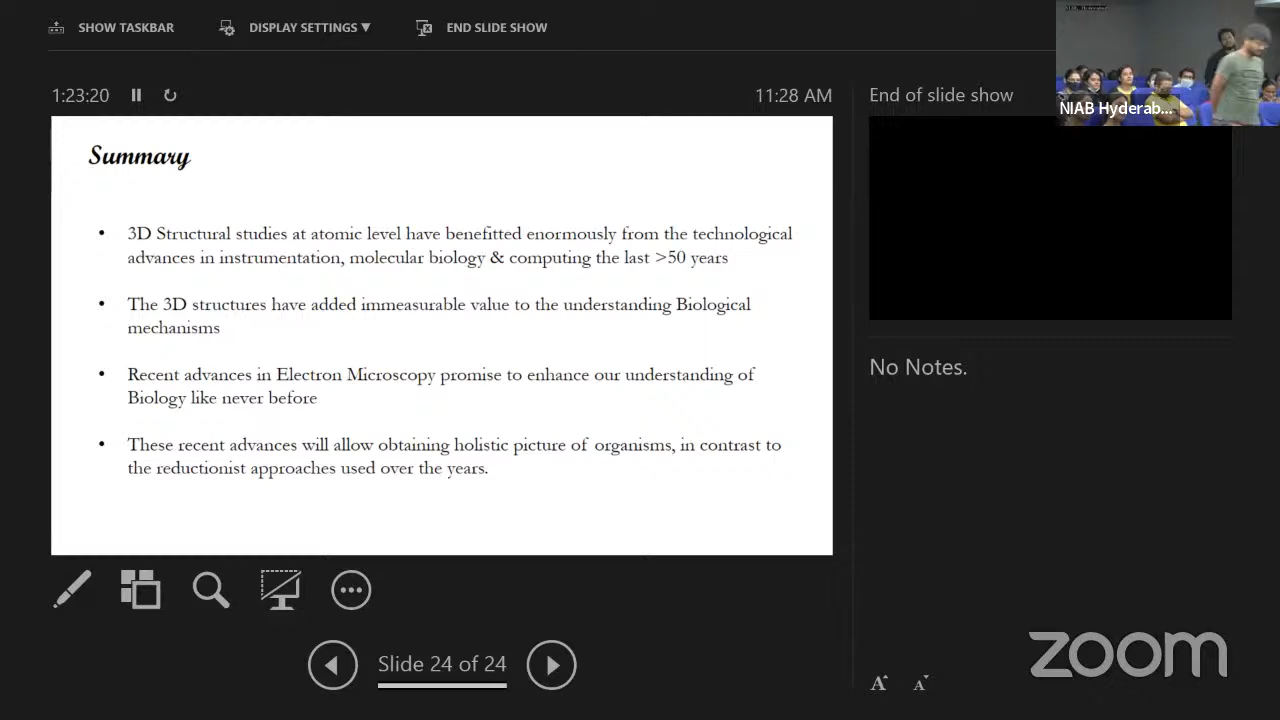 SHOW TASKBAR
DISPLAY SETTINGS ▼
END SLIDE SHOW
1:23:20
11:28 AM
End of slide show
NIAB Hyderab...
Summary
• 3D Structural studies at atomic level have benefitted enormously from the technological
advances in instrumentation, molecular biology & computing the last >50 years
• The 3D structures have added immeasurable value to the understanding Biological
mechanisms
• Recent advances in Electron Microscopy promise to enhance our understanding of
Biology like never before
• These recent advances will allow obtaining holistic picture of organisms, in contrast to
the reductionist approaches used over the years.
No Notes.
Slide 24 of 24
A A
zoom